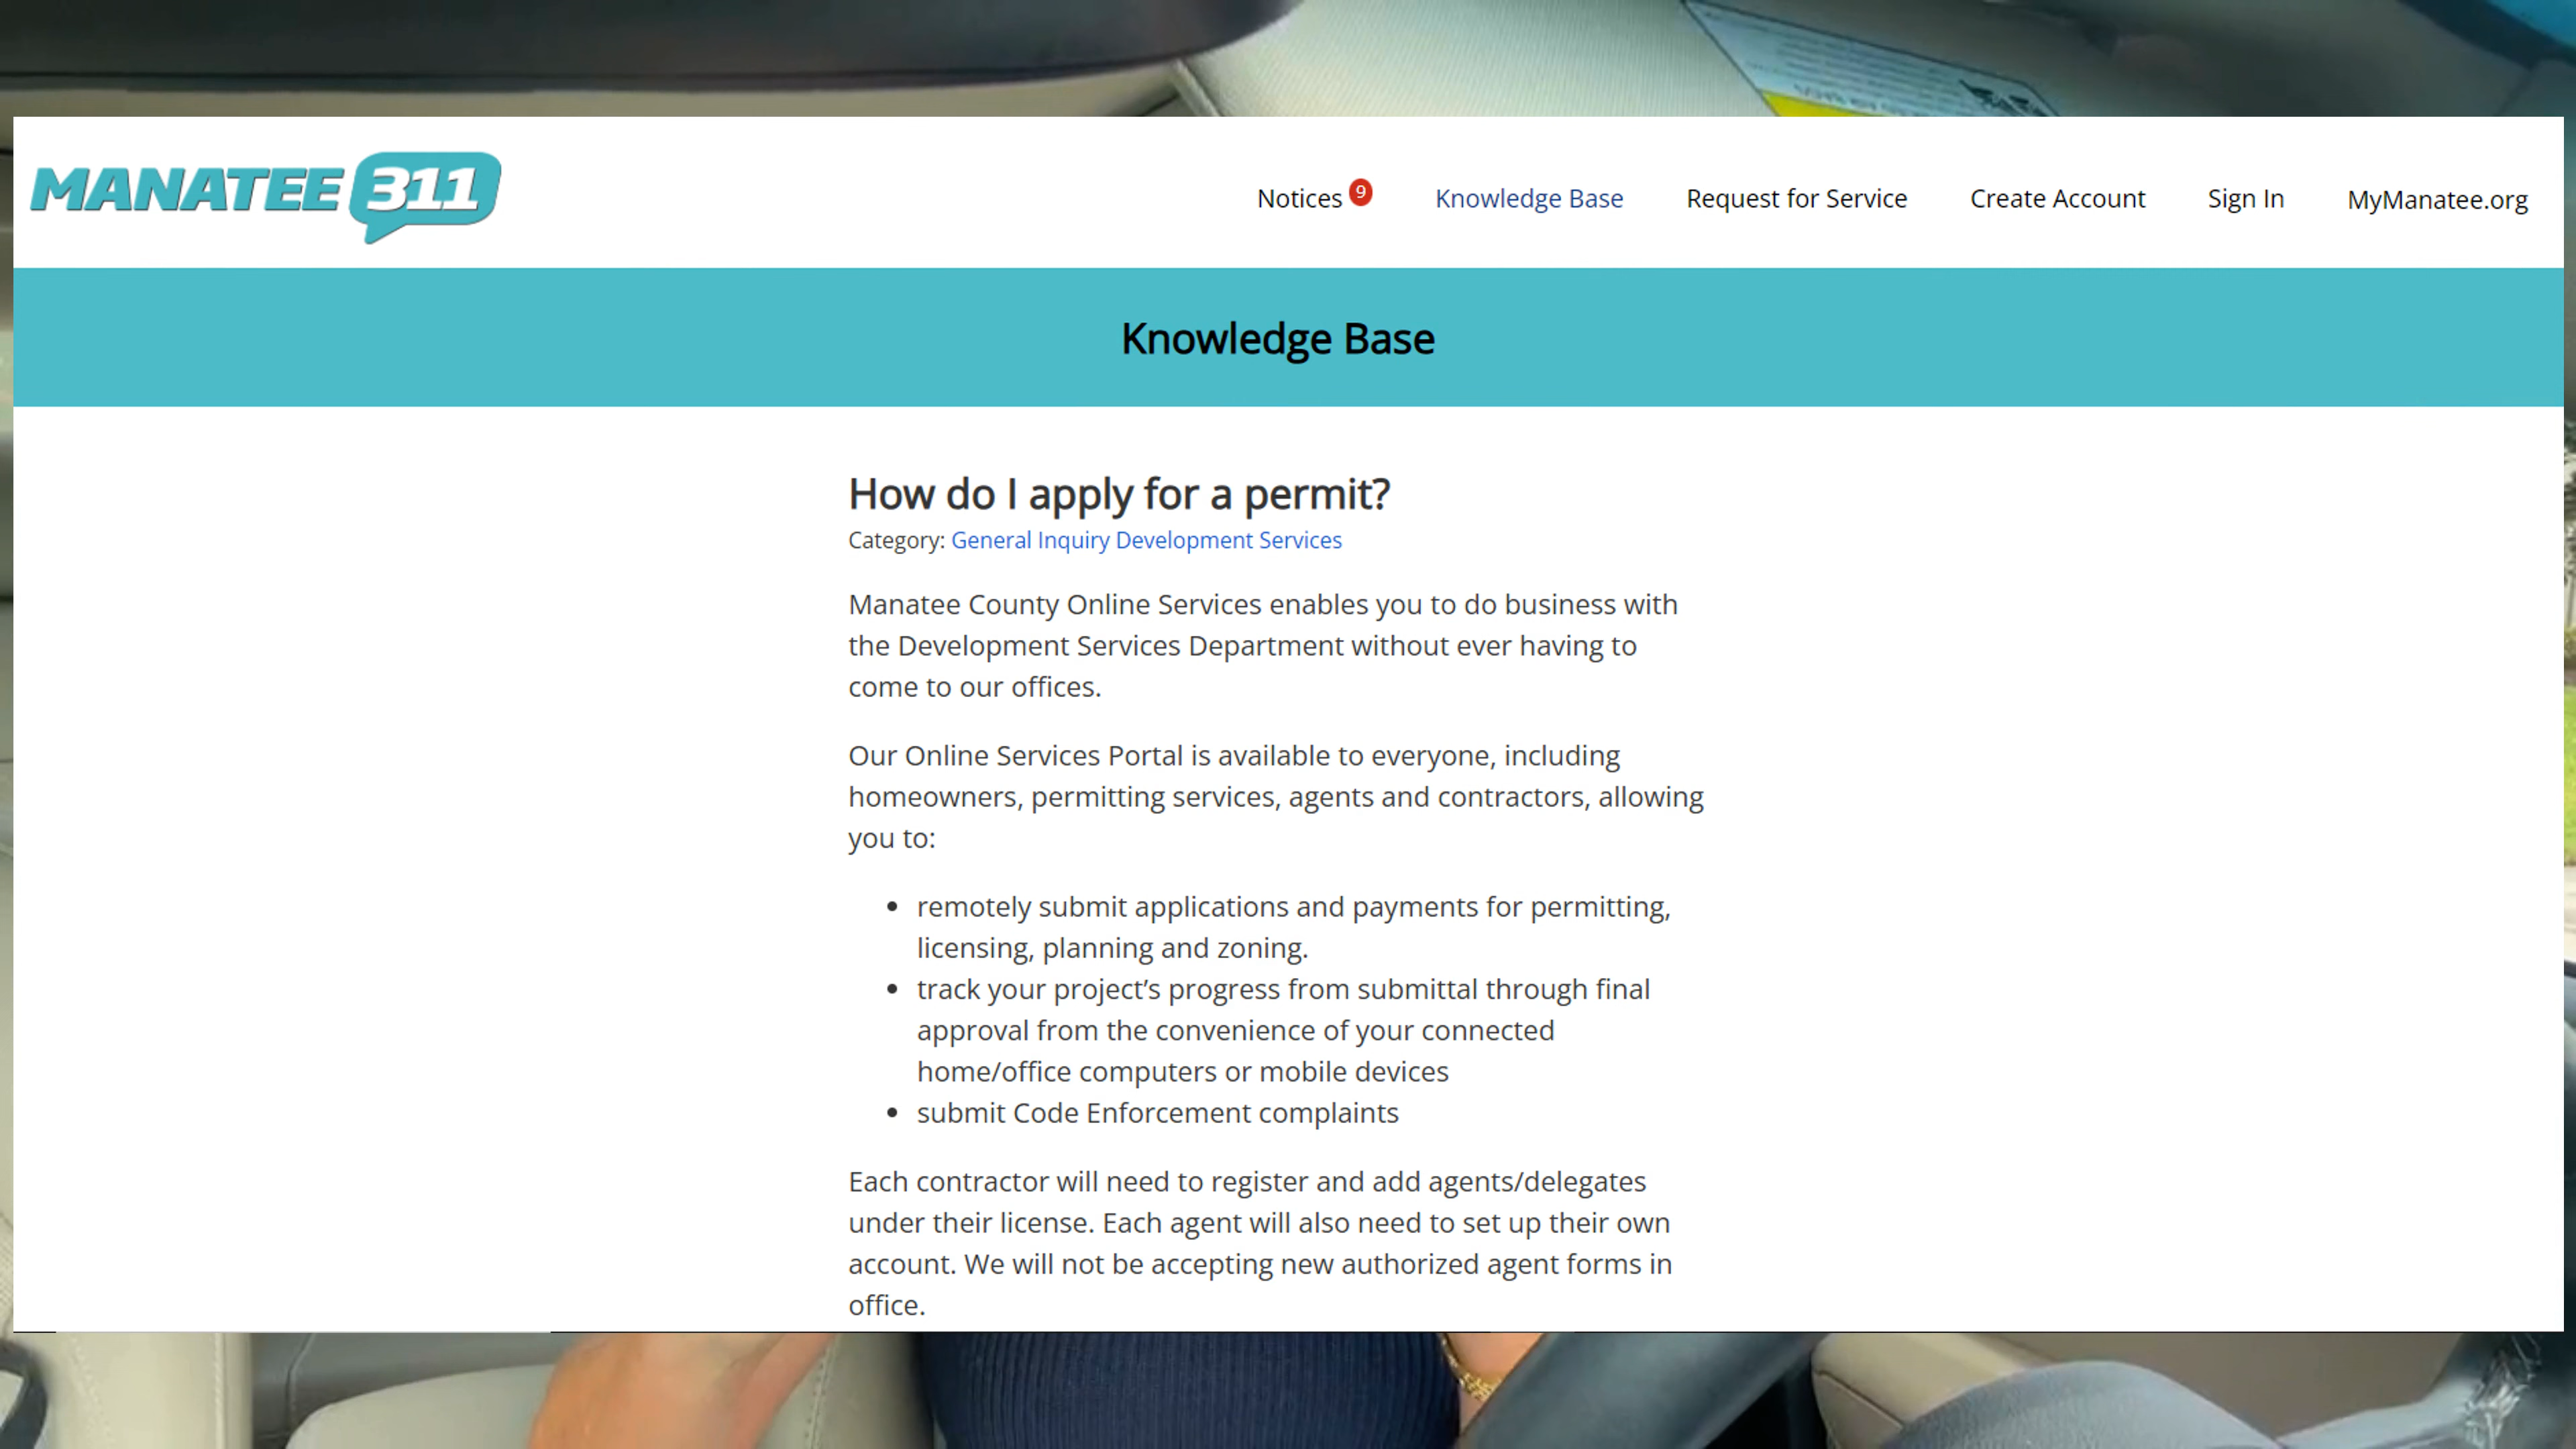 MANATEE 311
Notices 9 Knowledge Base Request for Service Create Account Sign In MyManatee.org
Knowledge Base
How do I apply for a permit?
Category: General Inquiry Development Services
Manatee County Online Services enables you to do business with
the Development Services Department without ever having to
come to our offices.
Our Online Services Portal is available to everyone, including
homeowners, permitting services, agents and contractors, allowing
you to:
• remotely submit applications and payments for permitting,
licensing, planning and zoning.
• track your project’s progress from submittal through final
approval from the convenience of your connected
home/office computers or mobile devices
• submit Code Enforcement complaints
Each contractor will need to register and add agents/delegates
under their license. Each agent will also need to set up their own
account. We will not be accepting new authorized agent forms in
office.